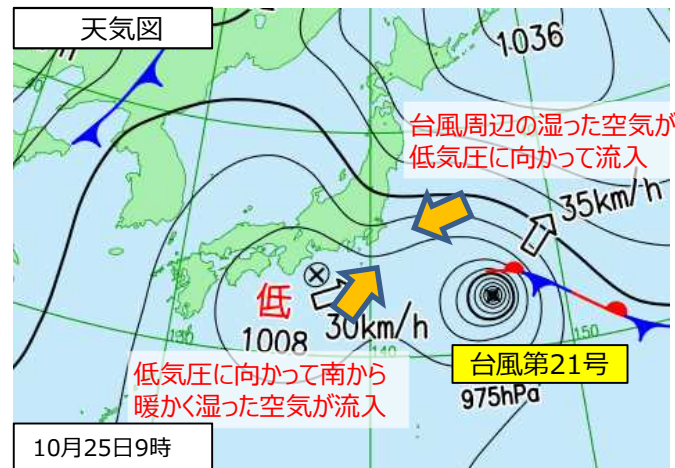 天気図
1036
台風周辺の湿った空気が
低気圧に向かって流入
35km/h
低
1008
30km/h
140
150
台風第21号
975hPa
低気圧に向かって南から
暖かく湿った空気が流入
10月25日9時